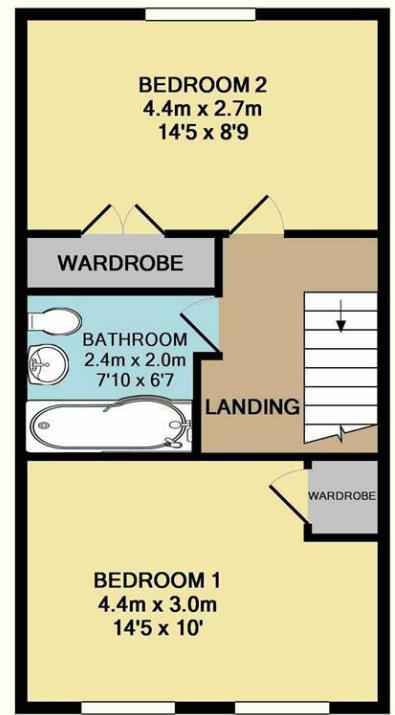 BEDROOM 2
4.4m x 2.7m
14'5 x 8'9
WARDROBE
BATHROOM
2.4m x 2.0m
7'10 x 6'7
LANDING
WARDROBE
BEDROOM 1
4.4m x 3.0m
14'5 x 10'